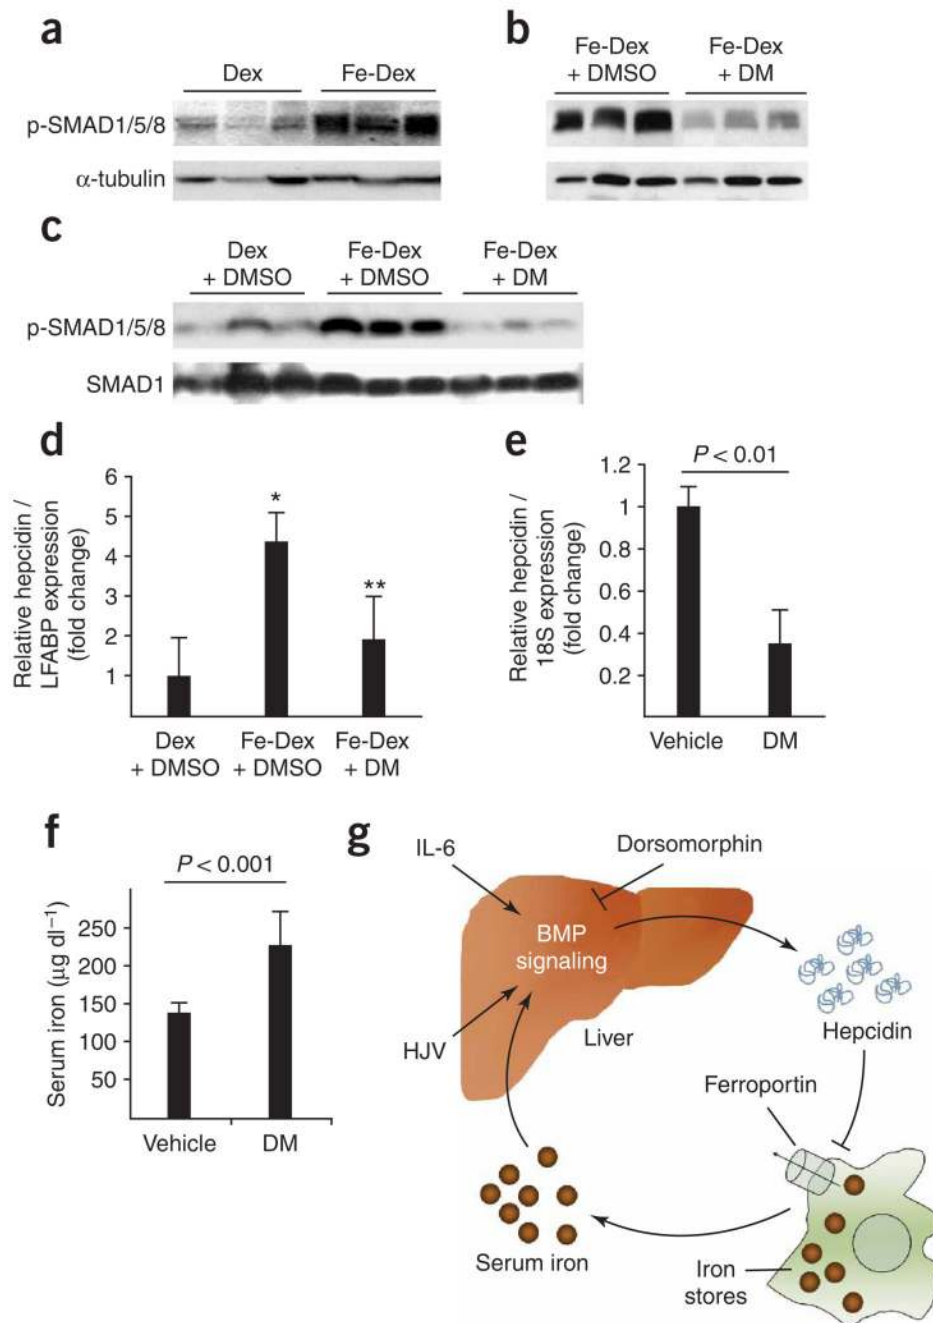 a
Dex Fe-Dex
p-SMAD1/5/8
α-tubulin
b
Fe-Dex Fe-Dex
+ DMSO + DM
c
Dex Fe-Dex Fe-Dex
+ DMSO + DMSO + DM
p-SMAD1/5/8
SMAD1
d
Relative hepcidin /
LFABP expression
(fold change)
6
5
4
3
2
1
*
**
Dex Fe-Dex Fe-Dex
+ DMSO + DMSO + DM
e
Relative hepcidin /
18S expression
(fold change)
P < 0.01
1.2
1
0.8
0.6
0.4
0.2
Vehicle DM
f
P < 0.001
Serum iron (µg dl⁻¹)
250
200
150
100
50
Vehicle DM
g
IL-6
Dorsomorphin
BMP
signaling
HJV
Liver
Hepcidin
Ferroportin
Serum iron
Iron
stores